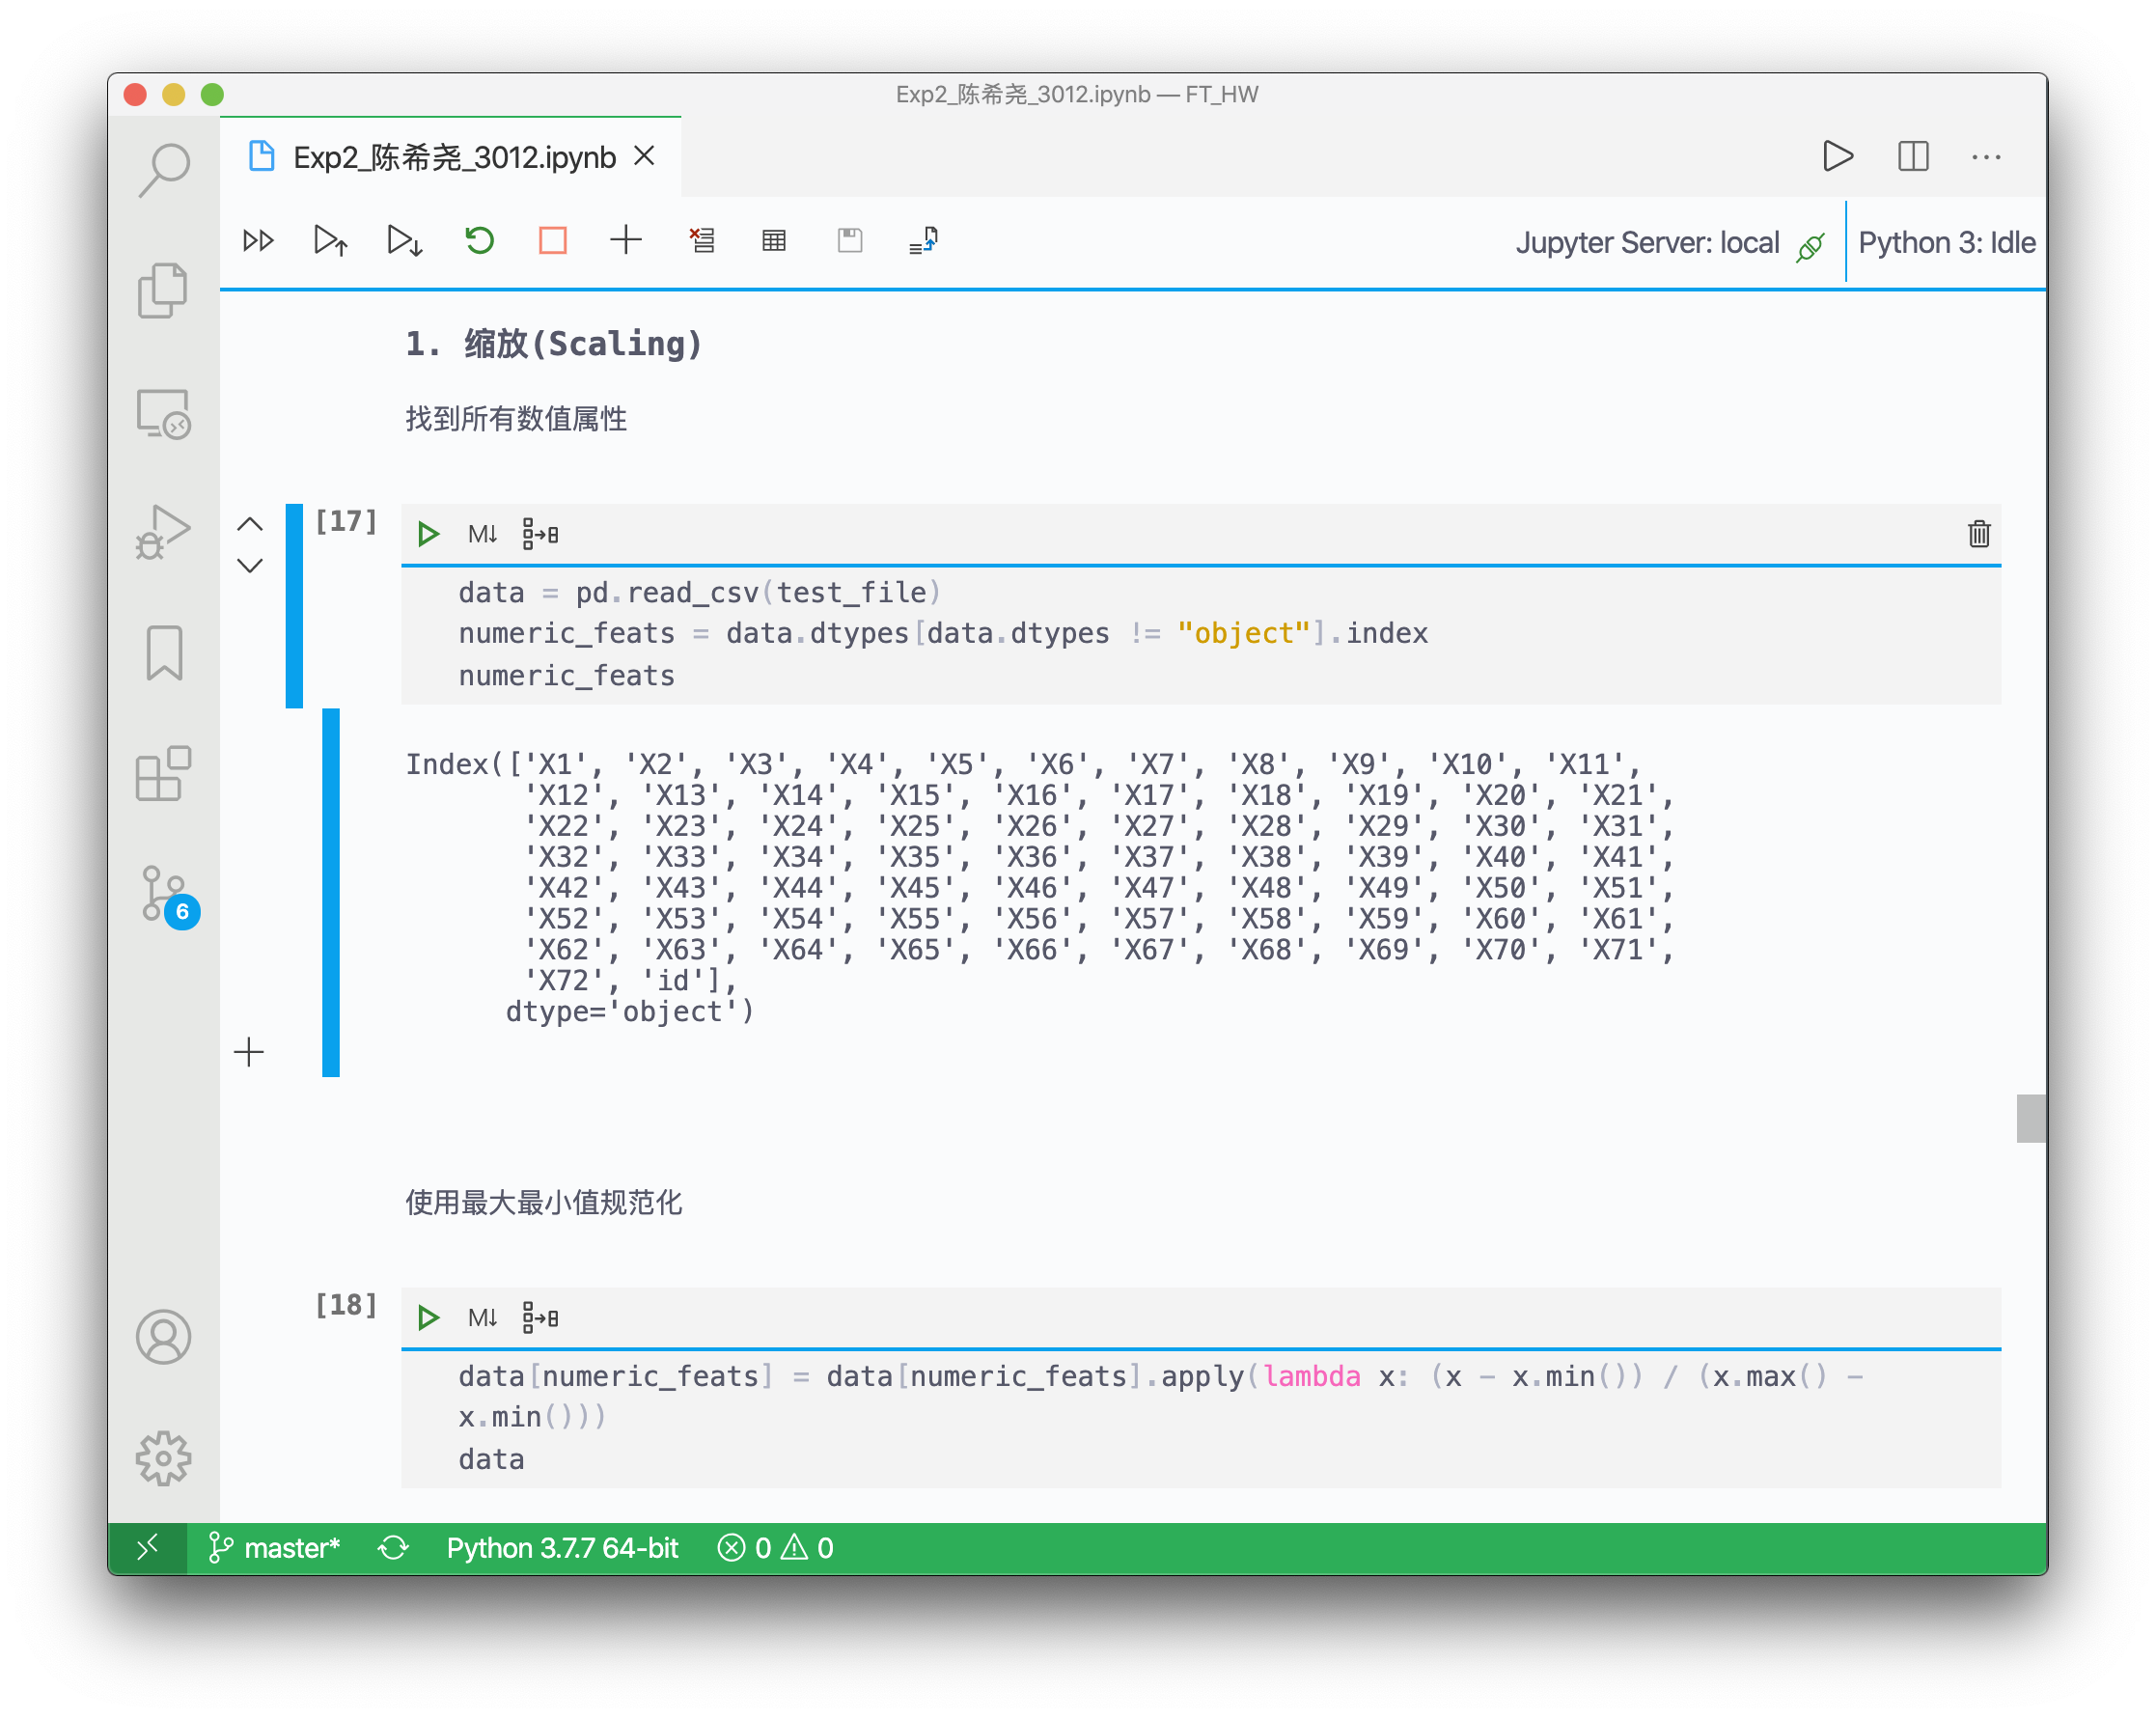 Exp2_陈希尧_3012.ipynb — FT_HW
Exp2_陈希尧_3012.ipynb
Jupyter Server: local
Python 3: Idle
1. 缩放(Scaling)
找到所有数值属性
[17]
M↓
data = pd.read_csv(test_file)
numeric_feats = data.dtypes[data.dtypes != "object"].index
numeric_feats
Index(['X1', 'X2', 'X3', 'X4', 'X5', 'X6', 'X7', 'X8', 'X9', 'X10', 'X11',
'X12', 'X13', 'X14', 'X15', 'X16', 'X17', 'X18', 'X19', 'X20', 'X21',
'X22', 'X23', 'X24', 'X25', 'X26', 'X27', 'X28', 'X29', 'X30', 'X31',
'X32', 'X33', 'X34', 'X35', 'X36', 'X37', 'X38', 'X39', 'X40', 'X41',
'X42', 'X43', 'X44', 'X45', 'X46', 'X47', 'X48', 'X49', 'X50', 'X51',
'X52', 'X53', 'X54', 'X55', 'X56', 'X57', 'X58', 'X59', 'X60', 'X61',
'X62', 'X63', 'X64', 'X65', 'X66', 'X67', 'X68', 'X69', 'X70', 'X71',
'X72', 'id'],
dtype='object')
6
使用最大最小值规范化
[18]
M↓
data[numeric_feats] = data[numeric_feats].apply(lambda x: (x - x.min()) / (x.max() -
x.min()))
data
master*
Python 3.7.7 64-bit
0
0